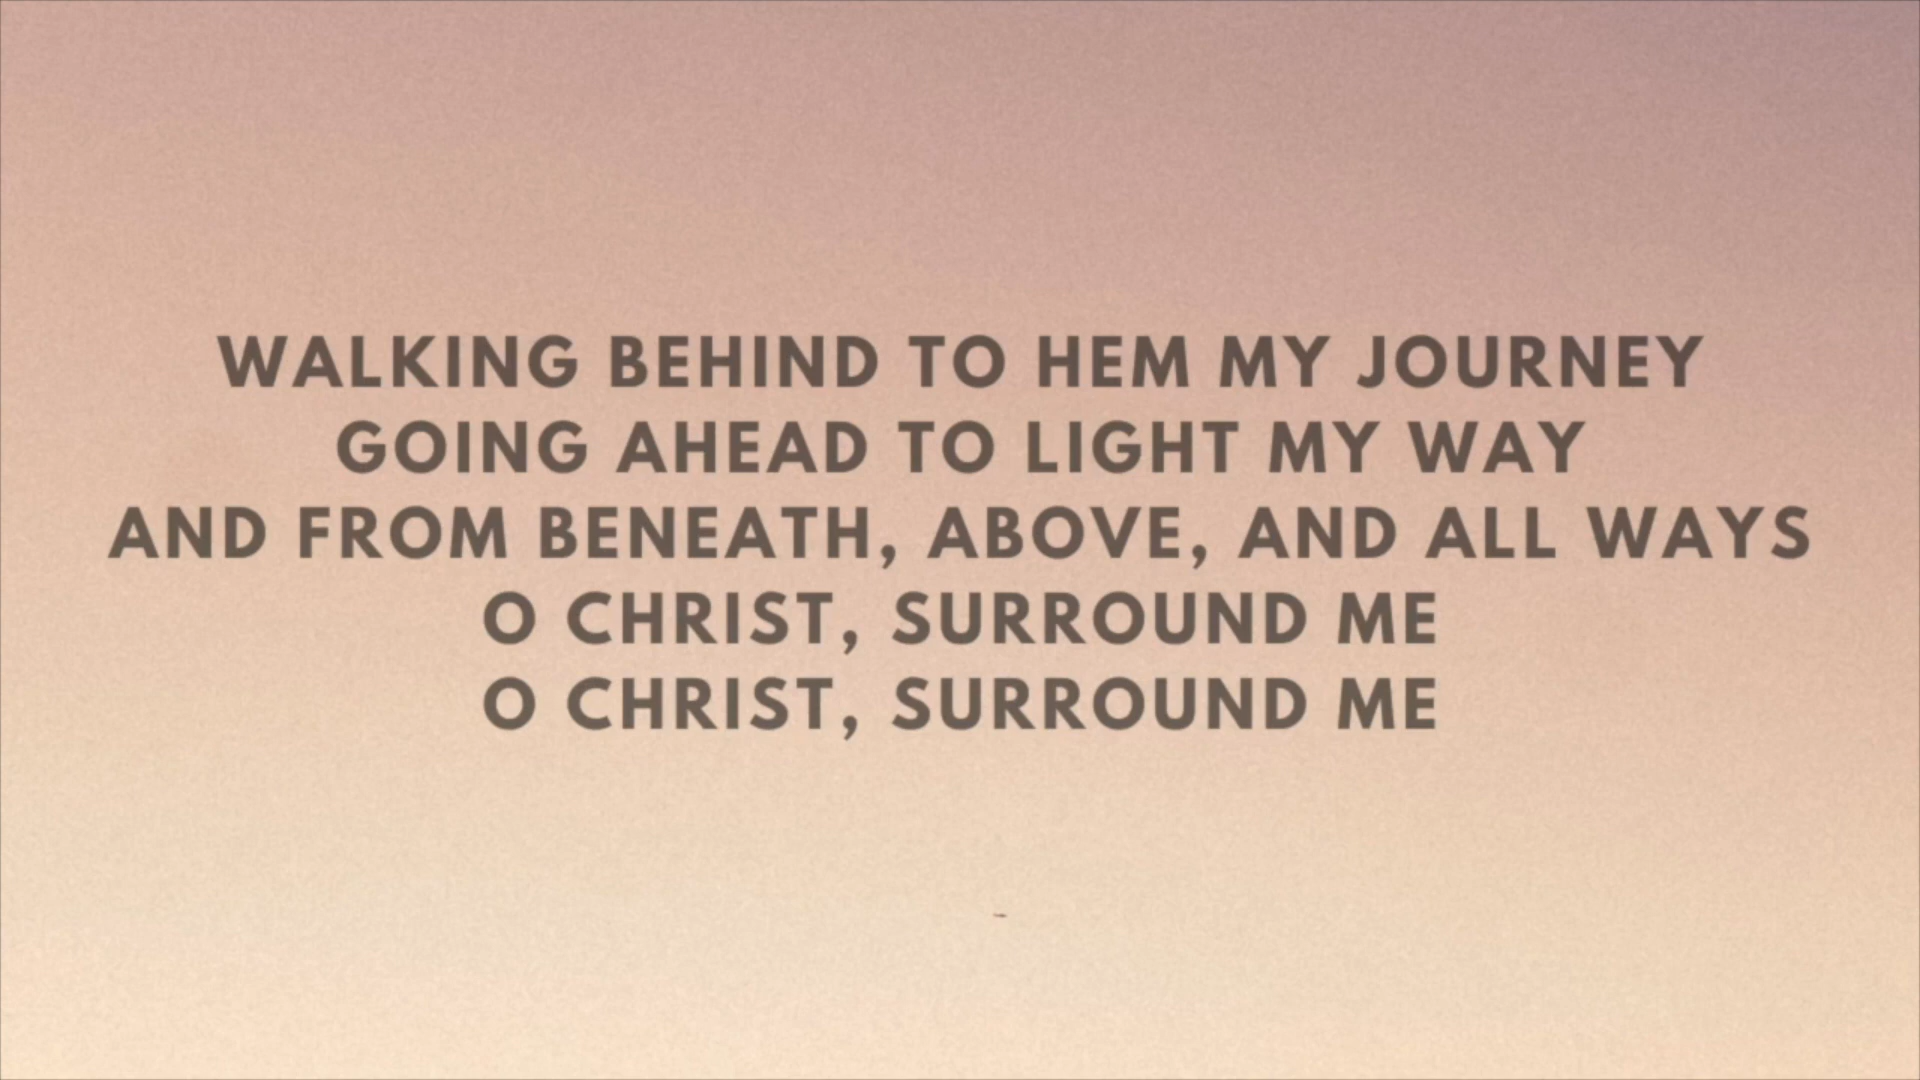 WALKING BEHIND TO HEM MY JOURNEY
GOING AHEAD TO LIGHT MY WAY
AND FROM BENEATH, ABOVE, AND ALL WAYS
O CHRIST, SURROUND ME
O CHRIST, SURROUND ME